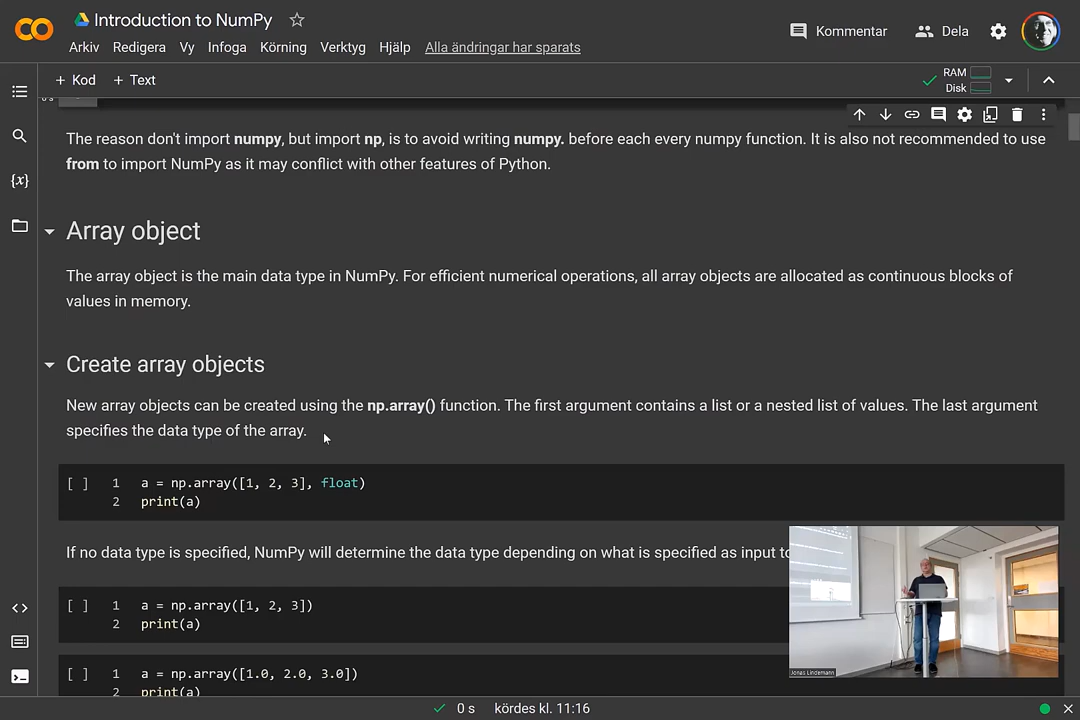 Introduction to NumPy
Arkiv Redigera Vy Infoga Körning Verktyg Hjälp Alla ändringar har sparats
Kommentar Dela
+ Kod + Text
RAM
Disk
The reason don't import numpy, but import np, is to avoid writing numpy. before each every numpy function. It is also not recommended to use
from to import NumPy as it may conflict with other features of Python.
Array object
The array object is the main data type in NumPy. For efficient numerical operations, all array objects are allocated as continuous blocks of
values in memory.
Create array objects
New array objects can be created using the np.array() function. The first argument contains a list or a nested list of values. The last argument
specifies the data type of the array.
[ ] 1 a = np.array([1, 2, 3], float)
2 print(a)
If no data type is specified, NumPy will determine the data type depending on what is specified as input to
[ ] 1 a = np.array([1, 2, 3])
2 print(a)
[ ] 1 a = np.array([1.0, 2.0, 3.0])
2 print(a)
Jonas Lindemann
0 s kördes kl. 11:16